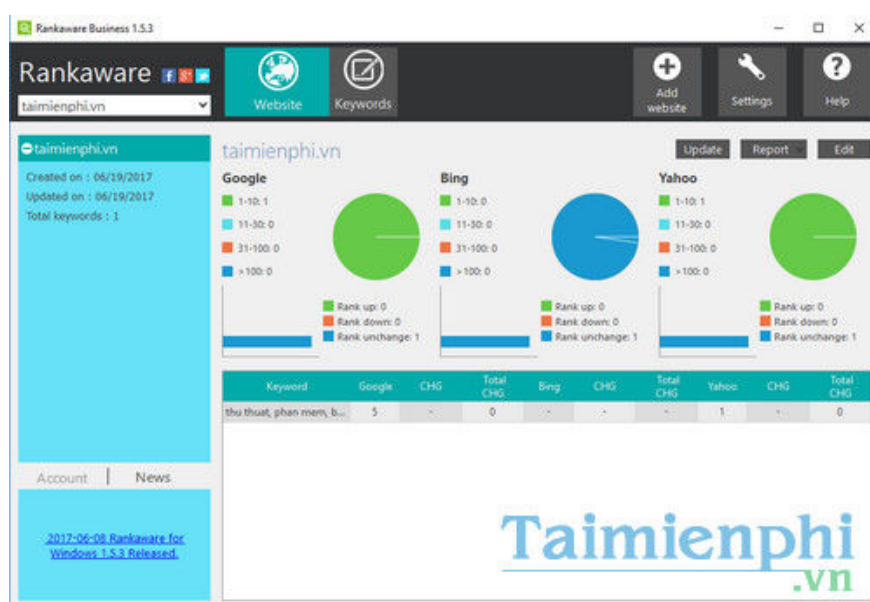 Rankaware Business 1.5.3
Rankaware
taimienphi.vn
Website
Keywords
Add website
Settings
Help
taimienphi.vn
Created on : 06/19/2017
Updated on : 06/19/2017
Total keywords : 1
Account | News
2017-06-08 Rankaware for
Windows 1.5.3 Released.
taimienphi.vn
Update
Report
Edit
Google
1-10: 1
11-30: 0
31-100: 0
>100: 0
Rank up: 0
Rank down: 0
Rank unchange: 1
Bing
1-10: 0
11-30: 0
31-100: 0
>100: 0
Rank up: 0
Rank down: 0
Rank unchange: 1
Yahoo
1-10: 1
11-30: 0
31-100: 0
>100: 0
Rank up: 0
Rank down: 0
Rank unchange: 1
Keyword Google CHG Total CHG Bing CHG Total CHG Yahoo CHG Total CHG
thu thuat, phan mem, b... 5 - 0 - - - 1 - 0
Taimienphi
.vn